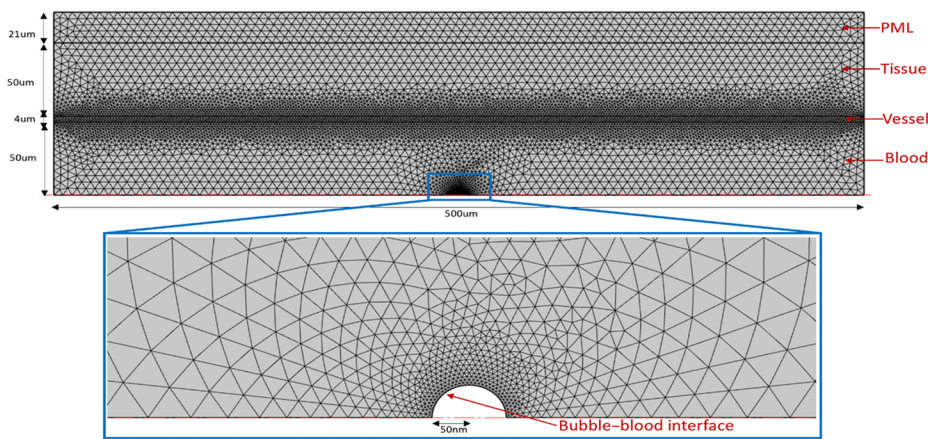 21um
PML
Tissue
50um
4um
Vessel
50um
Blood
500um
50nm
Bubble–blood interface